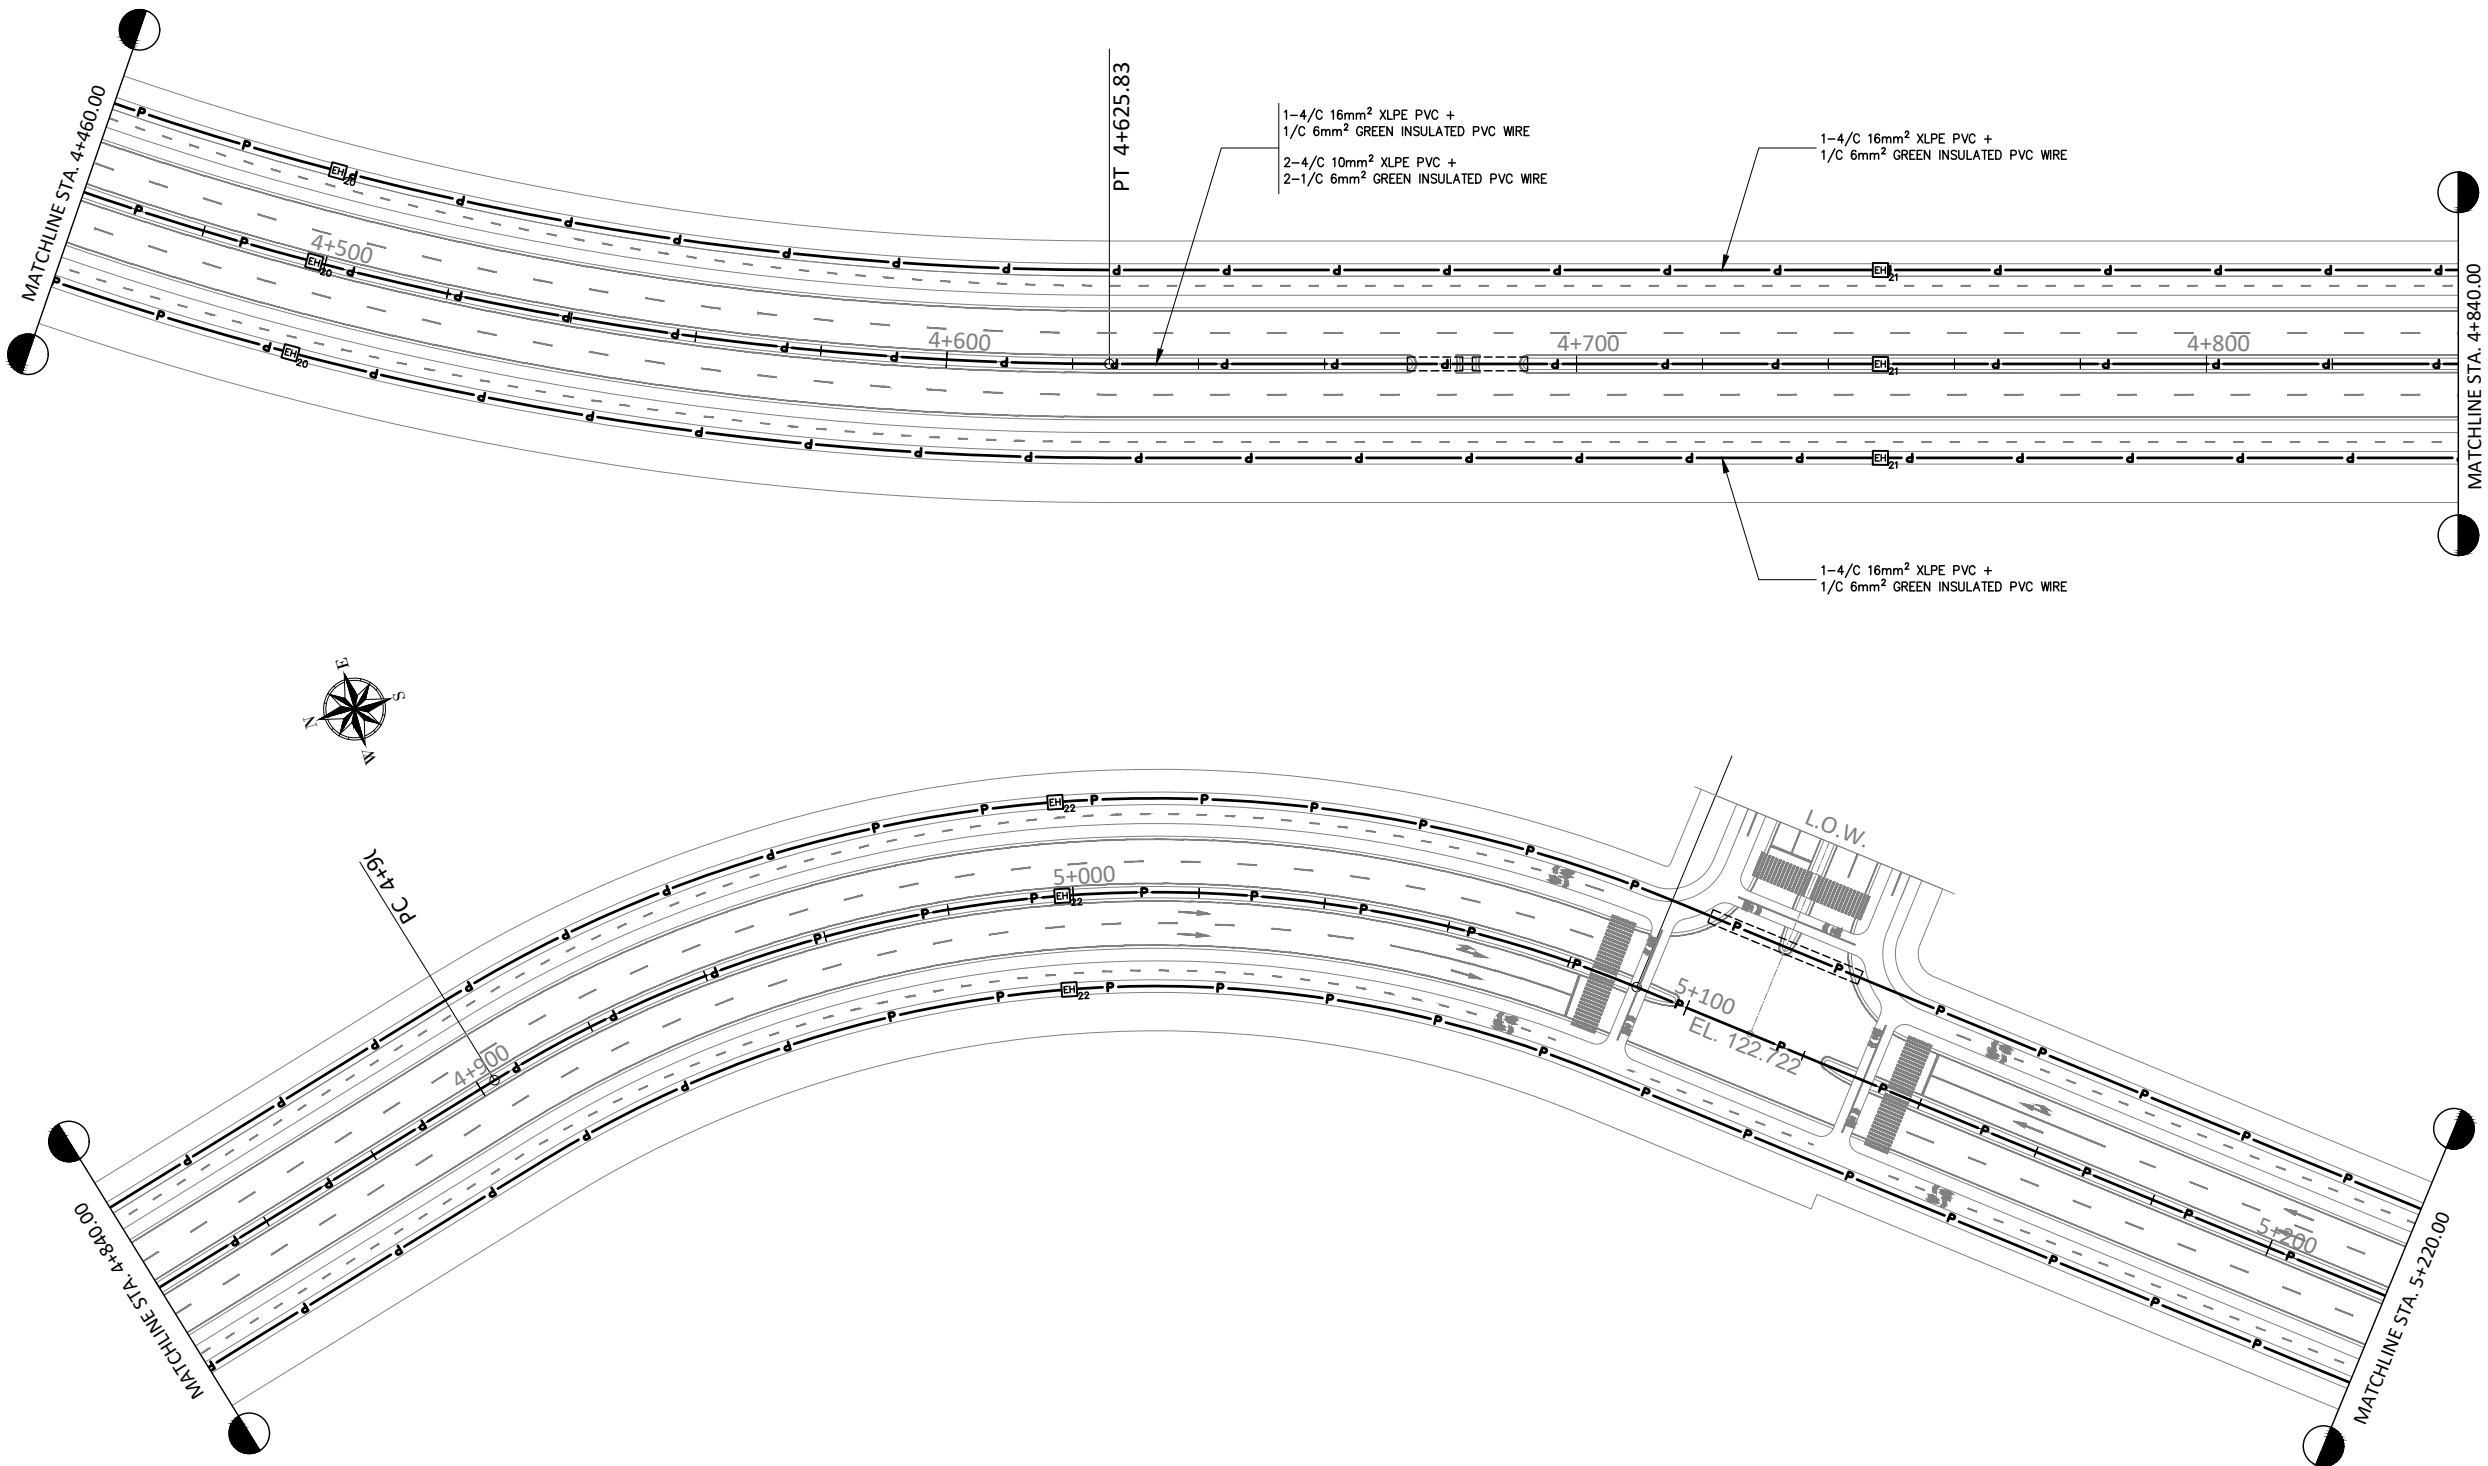 MATCHLINE STA. 4+460.00
PT 4+625.83
1-4/C 16mm² XLPE PVC +
1/C 6mm² GREEN INSULATED PVC WIRE
2-4/C 10mm² XLPE PVC +
2-1/C 6mm² GREEN INSULATED PVC WIRE
1-4/C 16mm² XLPE PVC +
1/C 6mm² GREEN INSULATED PVC WIRE
P P EH 20 P P P P P P P P P P P P P P EH 21 P P P P P
4+500
4+600
4+700
4+800
P P EH 20 P P P P P P P P P P P P P P EH 21 P P P P P
P P P EH 20 P P P P P P P P P P P P P P EH 21 P P P P P
MATCHLINE STA. 4+840.00
1-4/C 16mm² XLPE PVC +
1/C 6mm² GREEN INSULATED PVC WIRE
E
S
N
W
PC 4+9
L.O.W.
P P P P P P P P P EH 22 P P P P P P P P P P P P P
5+000
4+900
P P P P P P P P EH 22 P P P P P P P P P P P P
5+100
EL. 122.722
5+200
P P P P P P P P P EH 22 P P P P P P P P P P P P
MATCHLINE STA. 4+840.00
MATCHLINE STA. 5+220.00